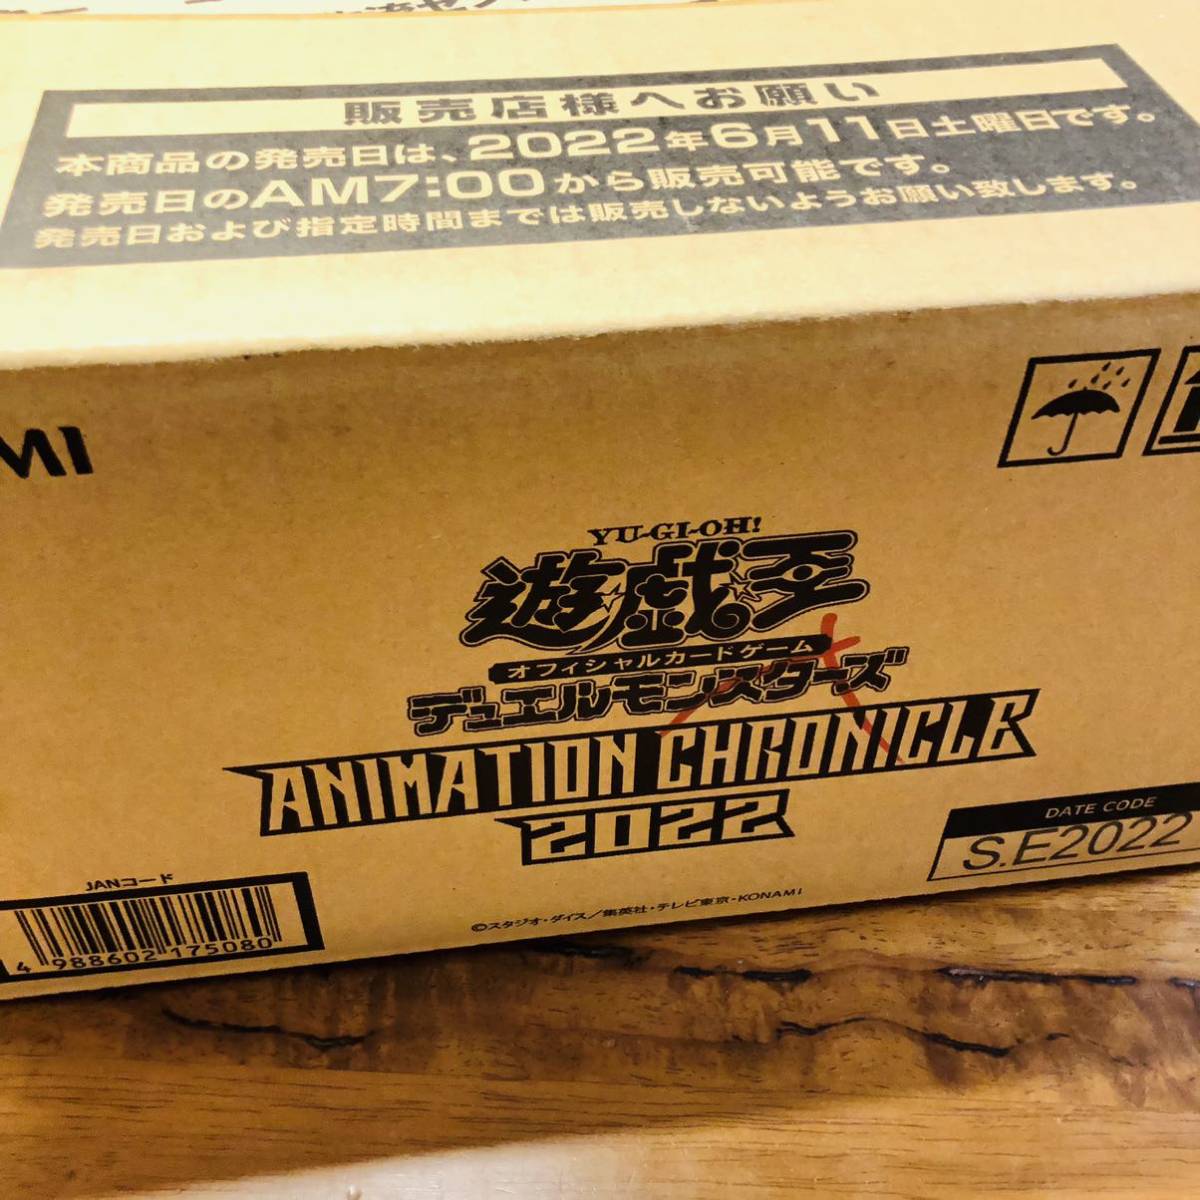 販売店様へお願い
本商品の発売日は、2022年6月11日土曜日です。
発売日のAM7:00から販売可能です。
発売日および指定時間までは販売しないようお願い致します。
MI
YU-GI-OH!
遊戯王
オフィシャルカードゲーム
デュエルモンスターズ
ANIMATION CHRONICLE
2022
DATE CODE
S.E2022
JANコード
4 988602 175080
©スタジオ・ダイス/集英社・テレビ東京・KONAMI